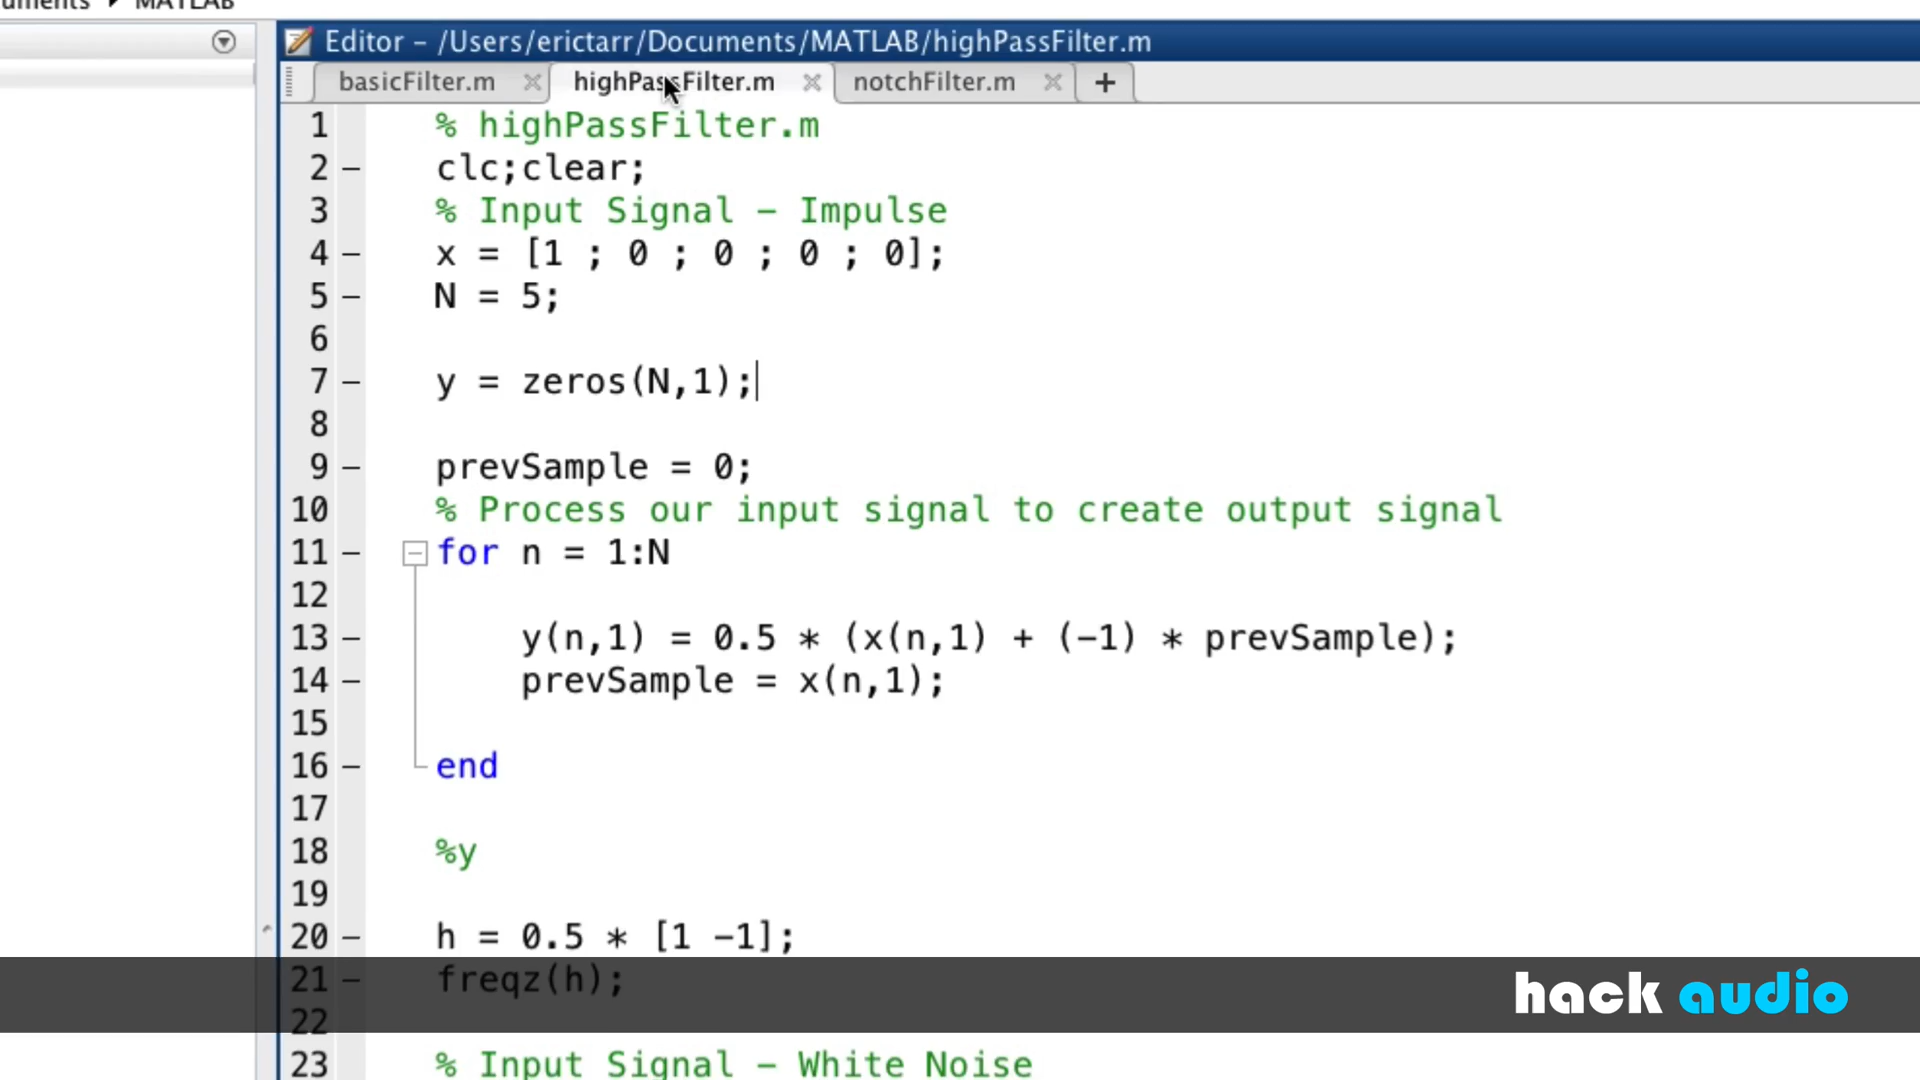 MATLAB
Editor – /Users/erictarr/Documents/MATLAB/highPassFilter.m
basicFilter.m highPassFilter.m notchFilter.m +
1 % highPassFilter.m
2 – clc;clear;
3 % Input Signal – Impulse
4 – x = [1 ; 0 ; 0 ; 0 ; 0];
5 – N = 5;
6
7 – y = zeros(N,1);
8
9 – prevSample = 0;
10 % Process our input signal to create output signal
11 – for n = 1:N
12
13 – y(n,1) = 0.5 * (x(n,1) + (-1) * prevSample);
14 – prevSample = x(n,1);
15
16 – end
17
18 %y
19
20 – h = 0.5 * [1 -1];
21 – freqz(h);
hack audio
22
23 % Input Signal – White Noise